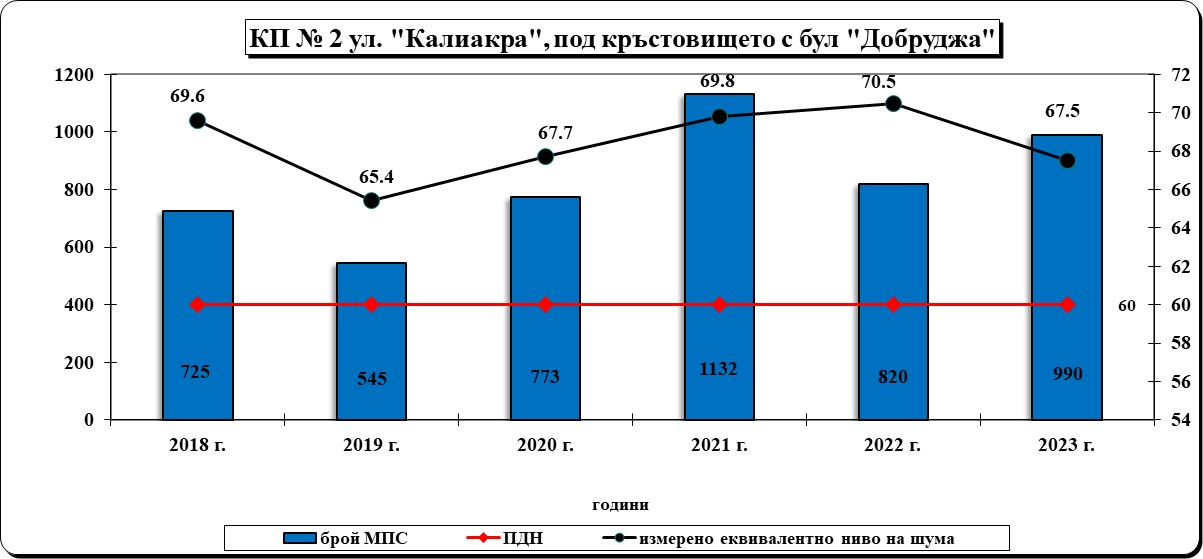 КП № 2 ул. "Калиакра", под кръстовището с бул "Добруджа"
1200 72
69.6 65.4 67.7 69.8 70.5 67.5
1000 70
68
800 66
64
600 62
400 60 60
58
200 56
0 54
725 545 773 1132 820 990
2018 г. 2019 г. 2020 г. 2021 г. 2022 г. 2023 г.
години
брой МПС ПДН измерено еквивалентно ниво на шума